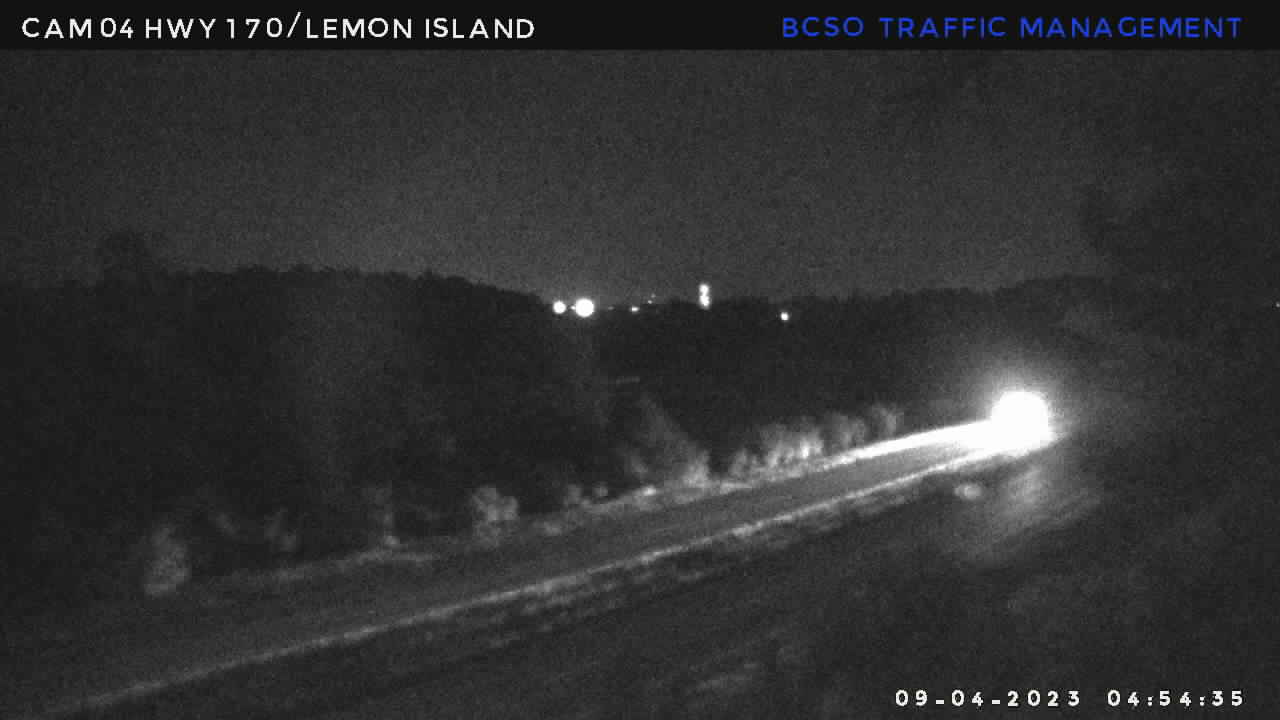 CAM04 HWY 170/LEMON ISLAND
BCSO TRAFFIC MANAGEMENT
09-04-2023 04:54:35